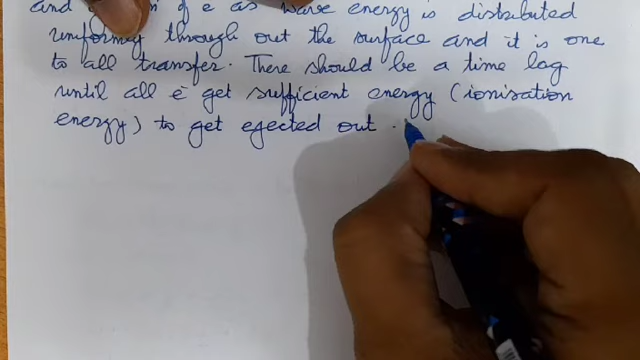 and of e as wave energy is distributed
uniformly through out the surface and it is one
to all transfer. There should be a time lag
until all e⁻ get sufficient energy (ionisation
energy) to get ejected out.